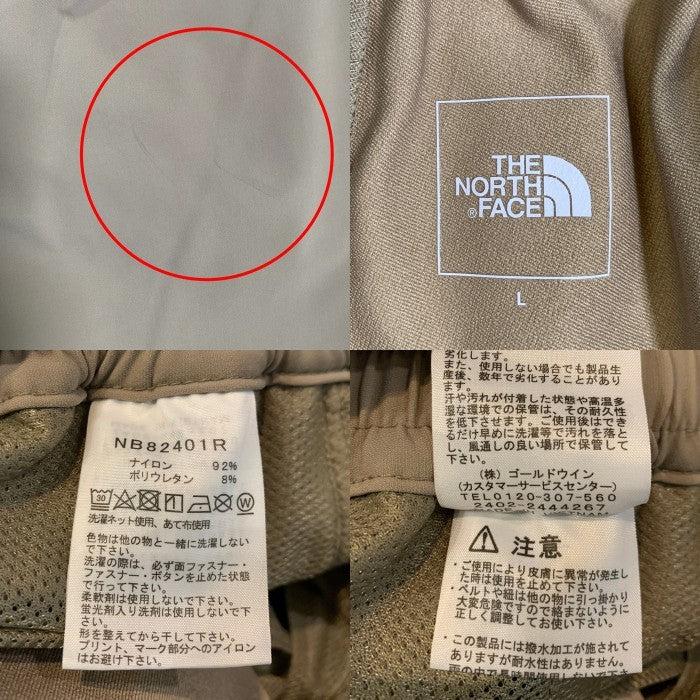 THE
NORTH
®FACE
L
NB82401R
ナイロン 92%
ポリウレタン 8%
30
洗濯ネット使用、あて布使用
色物は他の物と一緒に洗濯しない
で下さい。
洗濯の際は、必ず面ファスナー・
ファスナー・ボタンを止めた状態
で行って下さい。
柔軟剤は使用しないで下さい。
蛍光剤入り洗剤は使用しないで下
さい。
形を整えてから干して下さい。
プリント、マーク部分へのアイロン
はお避け下さい。
劣化します。
また、使用しない場合でも製品生
産後、数年で劣化することがあり
ます。
汗や汚れが付着した状態や高温多
湿な環境での保管は、その耐久性
を低下させます。ご使用後はでき
るだけ早めに洗濯等で汚れを落と
し、風通しの良い場所で保管して
下さい。
(株)ゴールドウイン
(カスタマーサービスセンター)
TEL0120-307-560
2402-2444267
VIETNAM
注意
・ご使用により皮膚に異常が発生し
た時は使用を止めて下さい。
・ベルトや紐は他の物に引っ掛かり
大変危険ですので絡まないように
ご注意下さい。
・この製品には撥水加工が施されて
ありますが耐水性はありません。